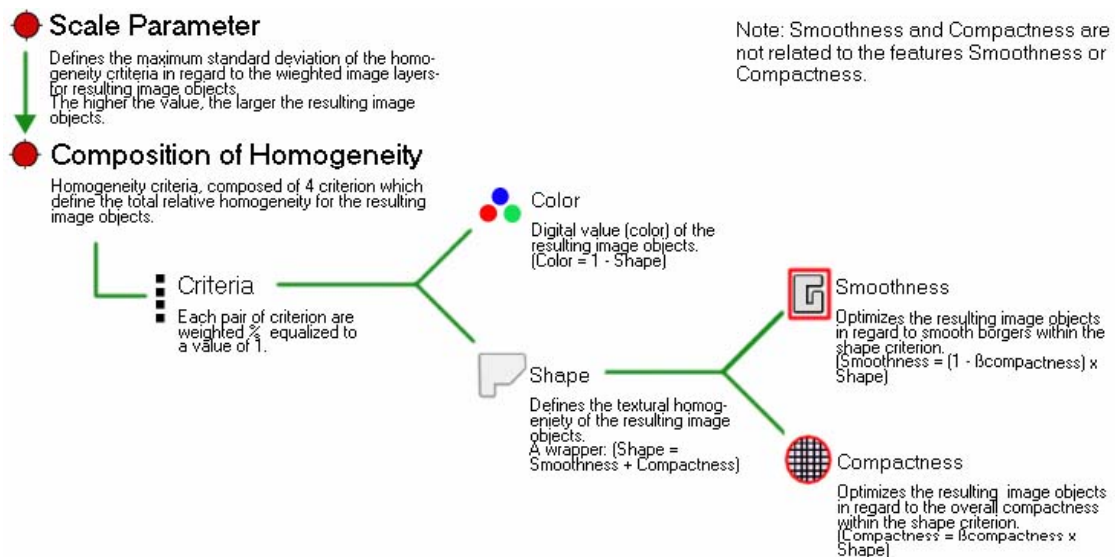 Scale Parameter
Defines the maximum standard deviation of the homo-
geneity crtiteria in regard to the wieghted image layers-
for resulting image objects.
The higher the value, the larger the resulting image
objects.
Note: Smoothness and Compactness are
not related to the features Smoothness or
Compactness.
Composition of Homogeneity
Homogeneity criteria, composed of 4 criterion which
define the total relative homogeneity for the resulting
image objects.
Color
Digital value (color) of the
resulting image objects.
(Color = 1 - Shape)
Criteria
Each pair of criterion are
weighted % equalized to
a value of 1.
Shape
Defines the textural homog-
eniety of the resulting image
objects.
A wrapper: (Shape =
Smoothness + Compactness)
Smoothness
Optimizes the resulting image objects
in regard to smooth borgers within the
shape criterion.
(Smoothness = (1 - ßcompactness) x
Shape)
Compactness
Optimizes the resulting image objects
in regard to the overall compactness
within the shape criterion.
(Compactness = ßcompactness x
Shape)